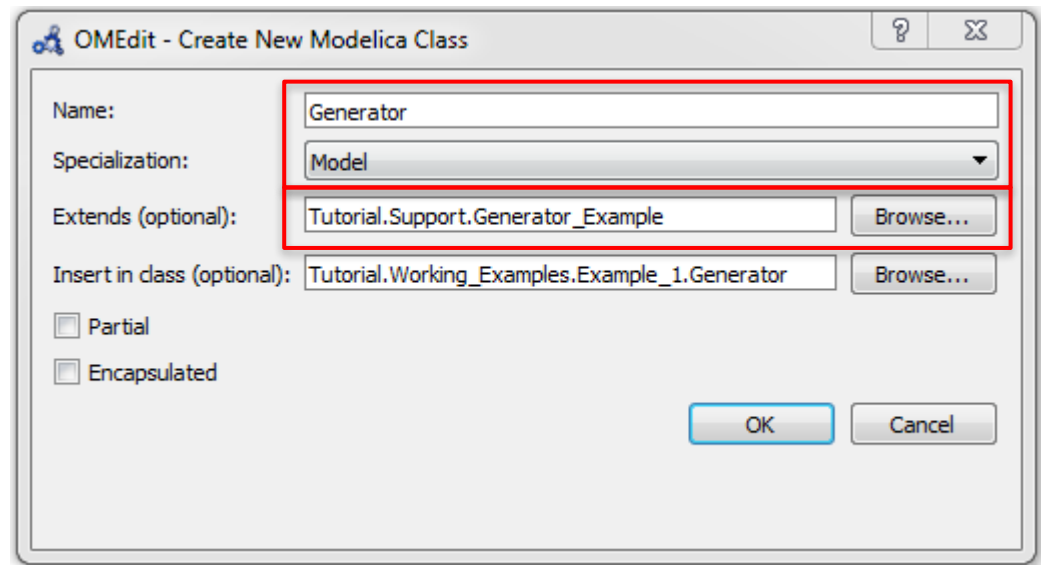 OMEdit - Create New Modelica Class
Name: Generator
Specialization: Model
Extends (optional): Tutorial.Support.Generator_Example Browse...
Insert in class (optional): Tutorial.Working_Examples.Example_1.Generator Browse...
Partial
Encapsulated
OK Cancel